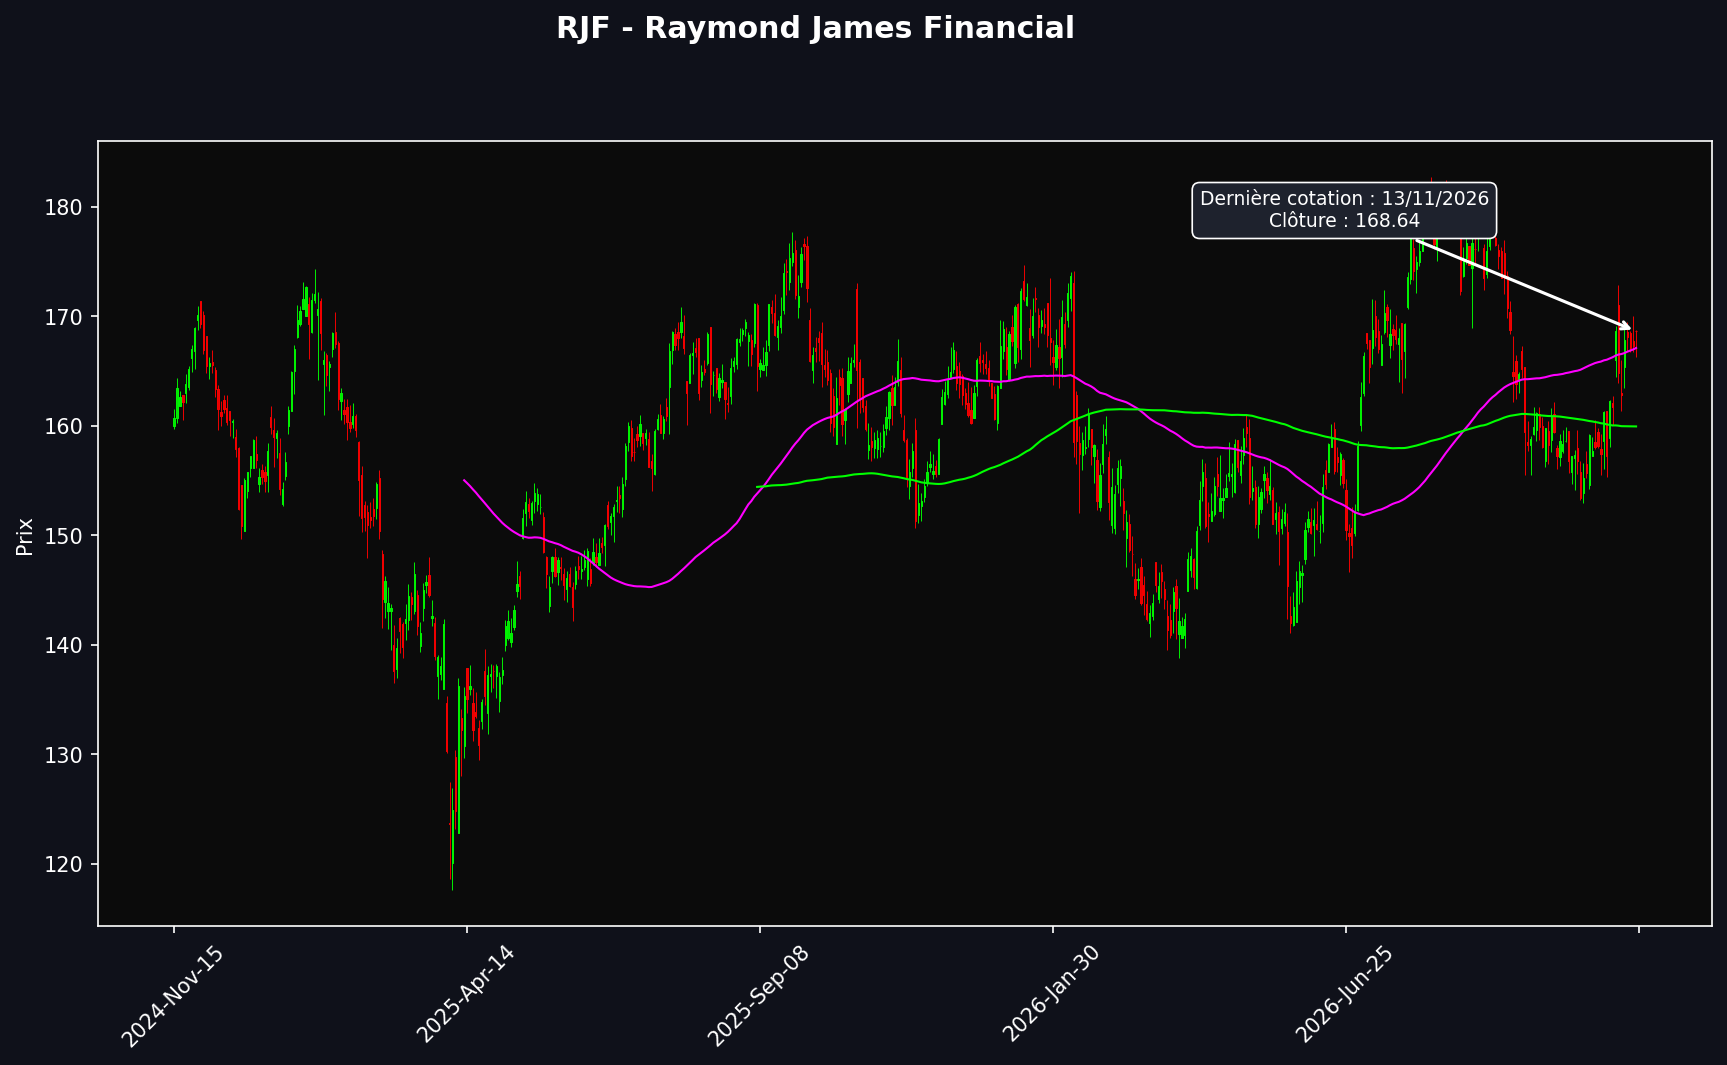 RJF - Raymond James Financial
Dernière cotation : 13/11/2026
Clôture : 168.64
180
170
160
150
140
130
120
Prix
2024-Nov-15
2025-Apr-14
2025-Sep-08
2026-Jan-30
2026-Jun-25